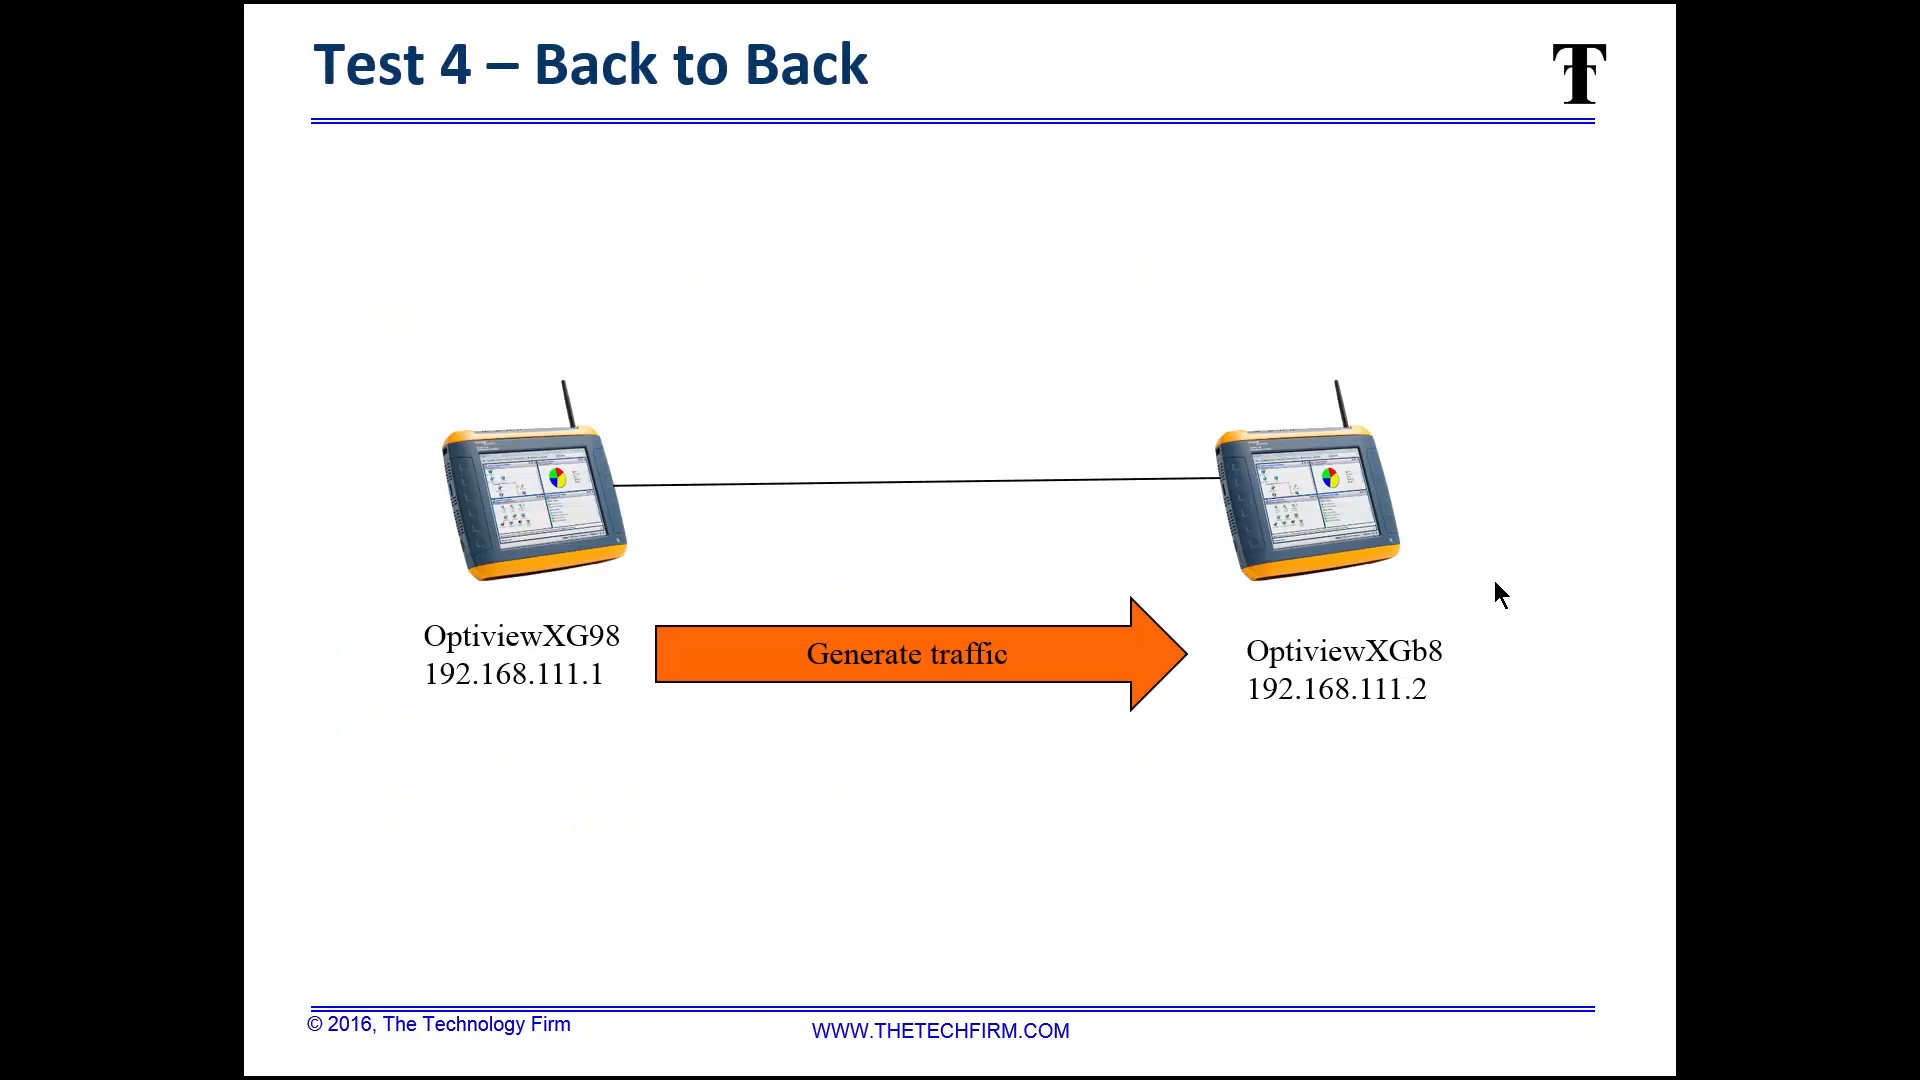 Test 4 – Back to Back
OptiviewXG98
192.168.111.1
Generate traffic
OptiviewXGb8
192.168.111.2
© 2016, The Technology Firm
WWW.THETECHFIRM.COM